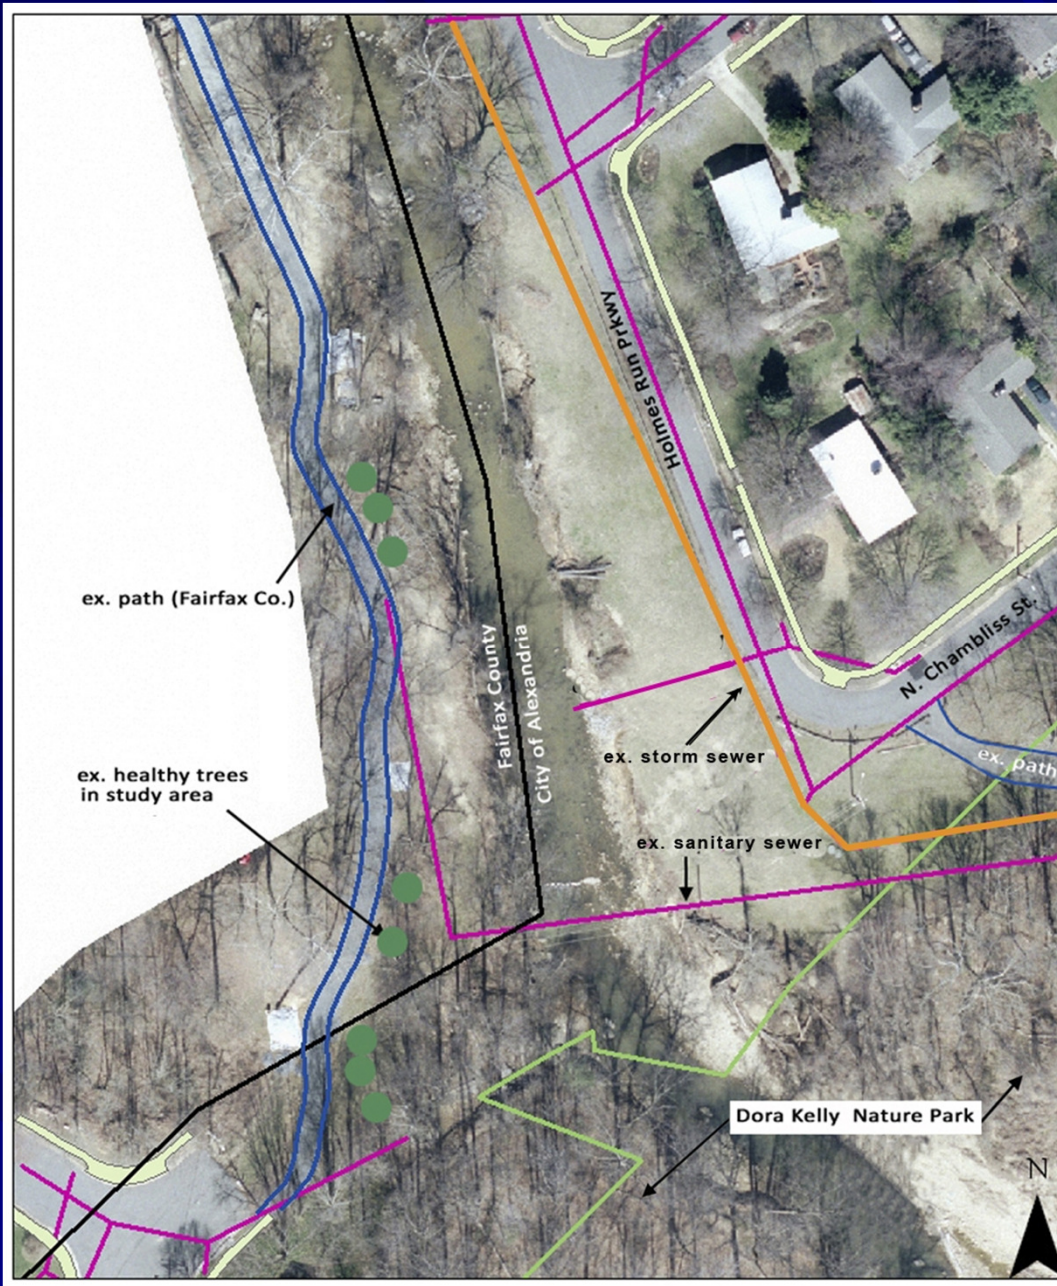 Holmes Run Prkwy
ex. path (Fairfax Co.)
N. Chambliss St.
Fairfax County
City of Alexandria
ex. storm sewer
ex. path
ex. healthy trees
in study area
ex. sanitary sewer
Dora Kelly Nature Park
N